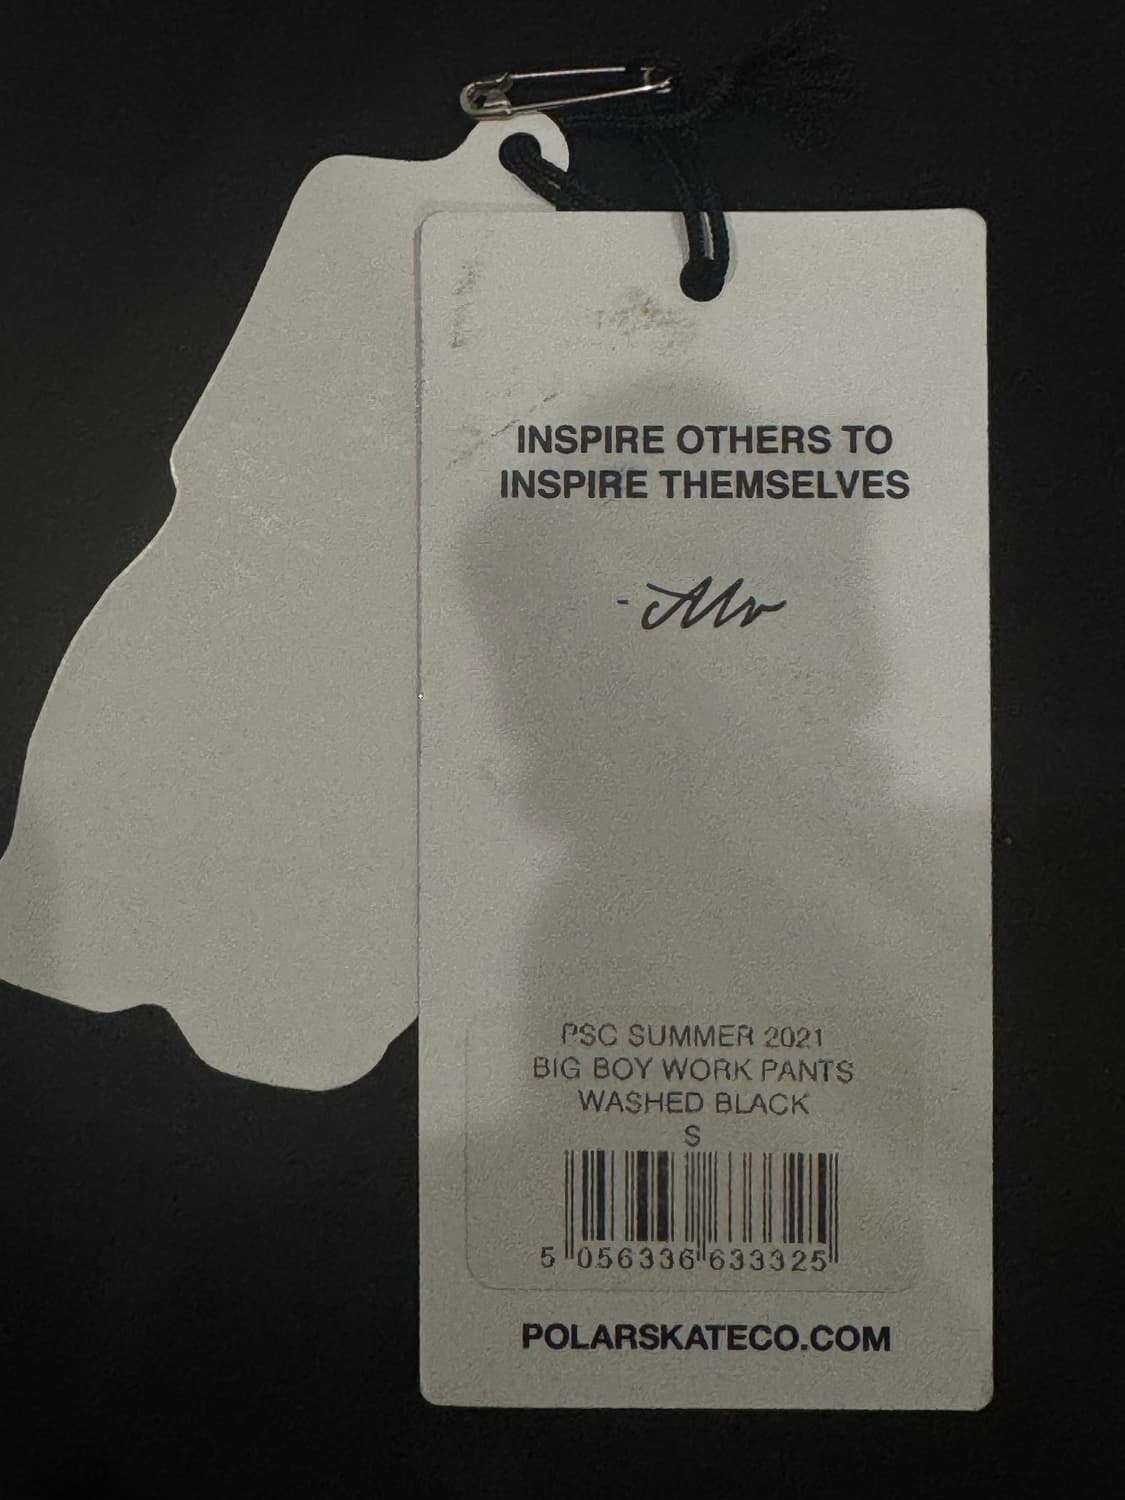 INSPIRE OTHERS TO
INSPIRE THEMSELVES
PSC SUMMER 2021
BIG BOY WORK PANTS
WASHED BLACK
S
5 056336 633325
POLARSKATECO.COM